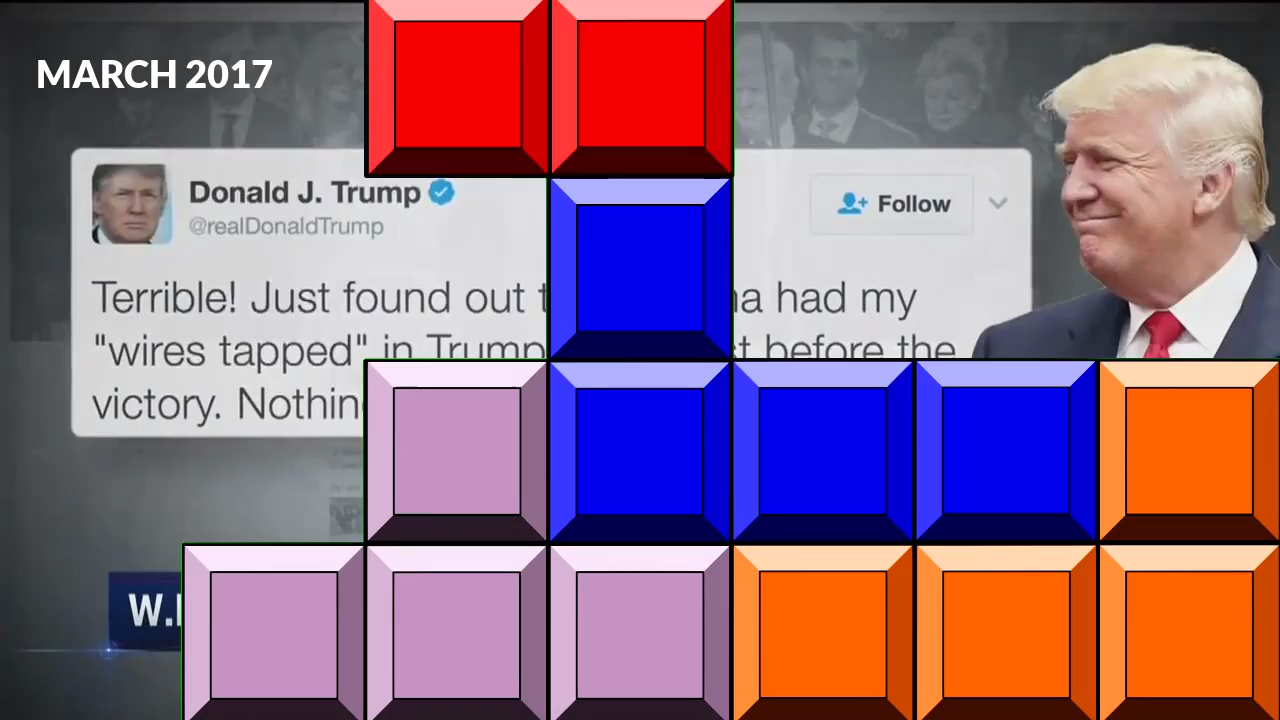 MARCH 2017
Donald J. Trump
@realDonaldTrump
Follow
Terrible! Just found out t na had my
"wires tapped" in Trump t before the
victory. Nothin
W.